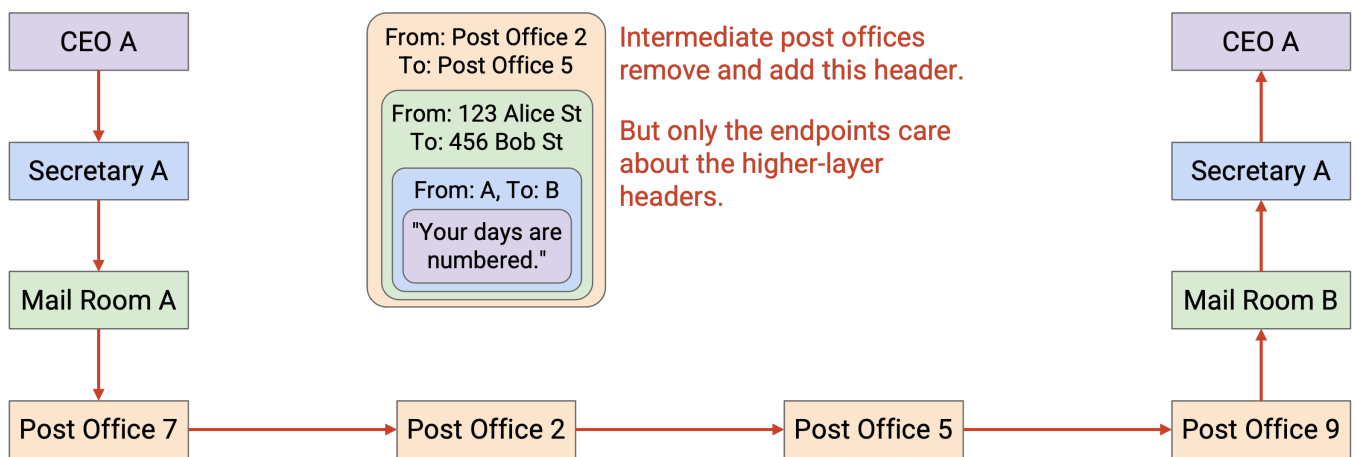 CEO A
Secretary A
Mail Room A
Post Office 7
From: Post Office 2
To: Post Office 5
From: 123 Alice St
To: 456 Bob St
From: A, To: B
"Your days are
numbered."
Intermediate post offices
remove and add this header.
But only the endpoints care
about the higher-layer
headers.
Post Office 2
Post Office 5
CEO A
Secretary A
Mail Room B
Post Office 9